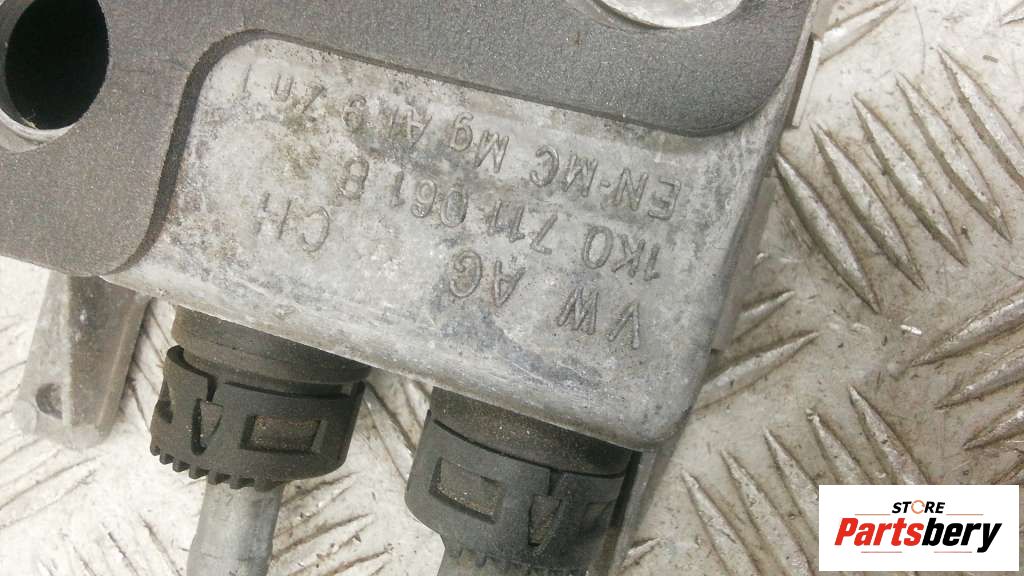 VW AG CH
1K0 711 061 B
EN-MC Mg Al 9 Zn 1
STORE
Partsbery